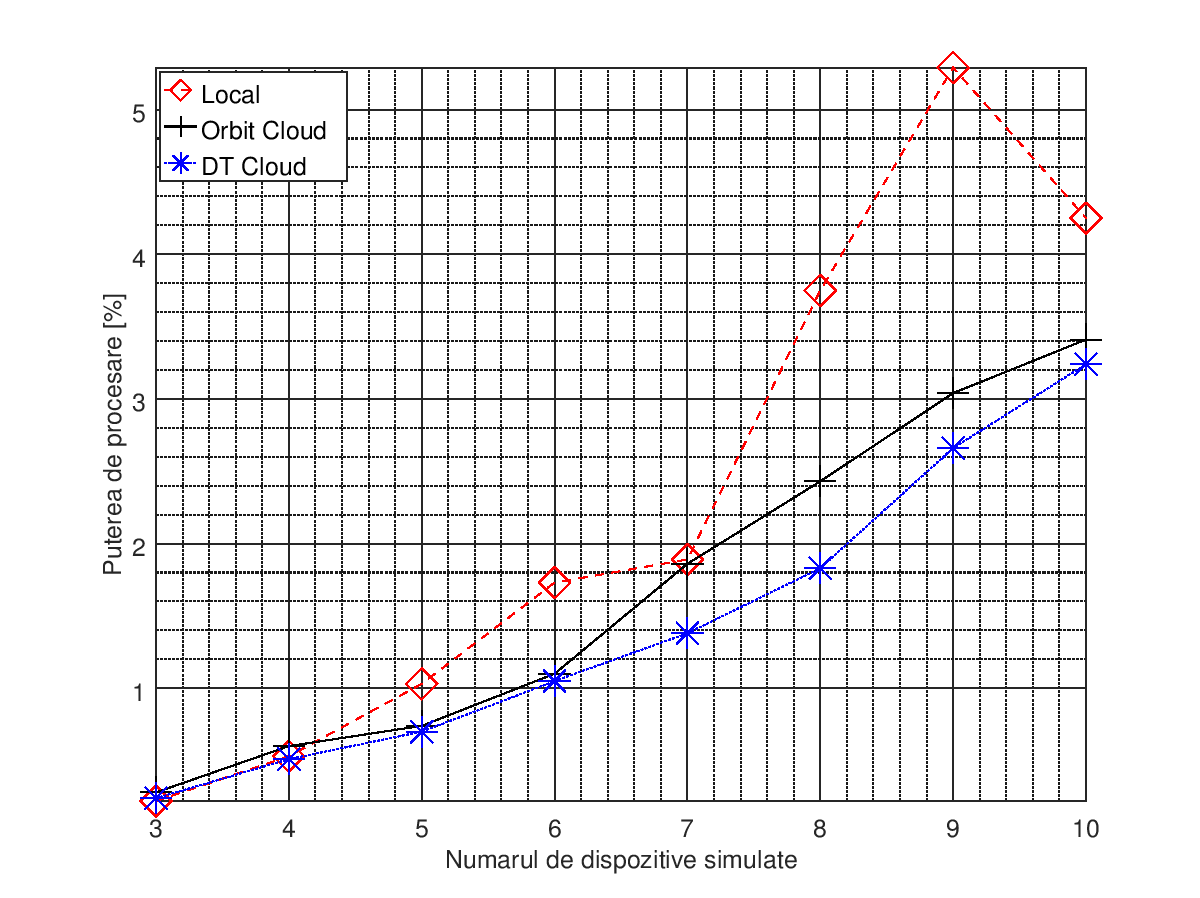 Local
Orbit Cloud
DT Cloud
5
4
3
2
1
Puterea de procesare [%]
3 4 5 6 7 8 9 10
Numarul de dispozitive simulate